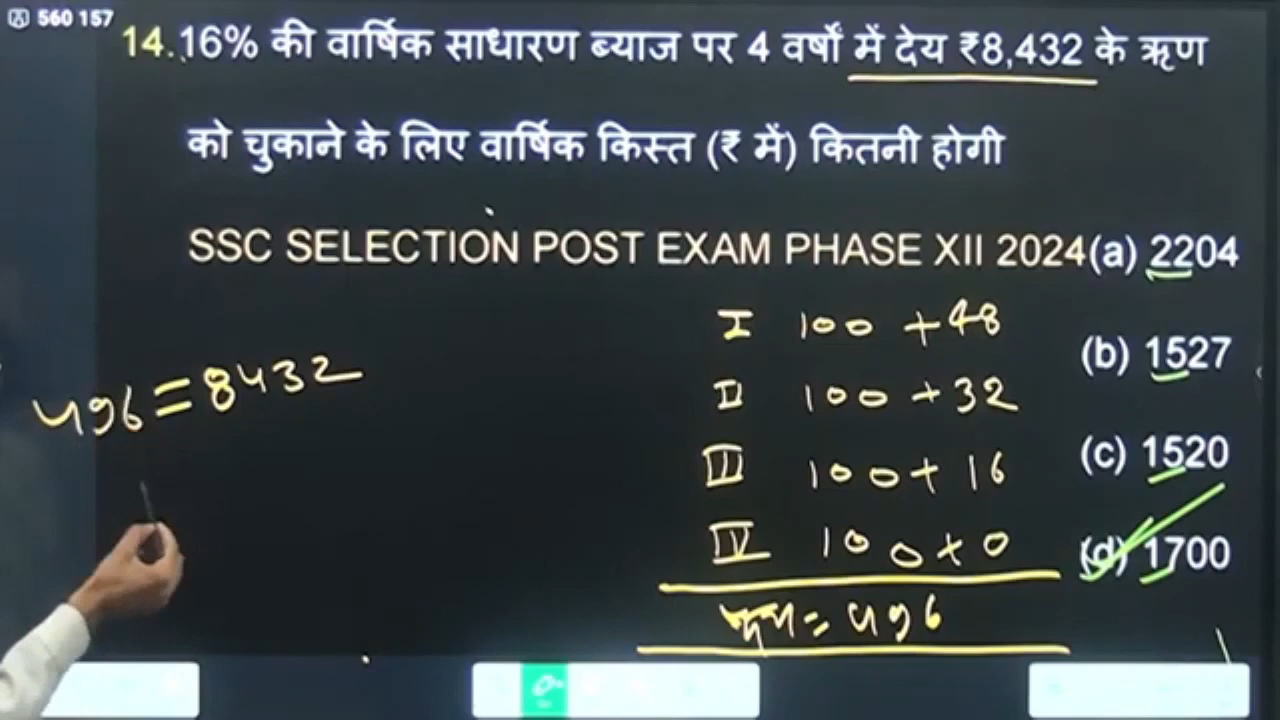 560 157
14.16% की वार्षिक साधारण ब्याज पर 4 वर्षों में देय ₹8,432 के ऋण
को चुकाने के लिए वार्षिक किस्त (₹ में) कितनी होगी
SSC SELECTION POST EXAM PHASE XII 2024(a) 2204
I 100 + 48
(b) 1527
496 = 8432
II 100 + 32
(c) 1520
III 100 + 16
(d) 1700
IV 100 + 0
= 496